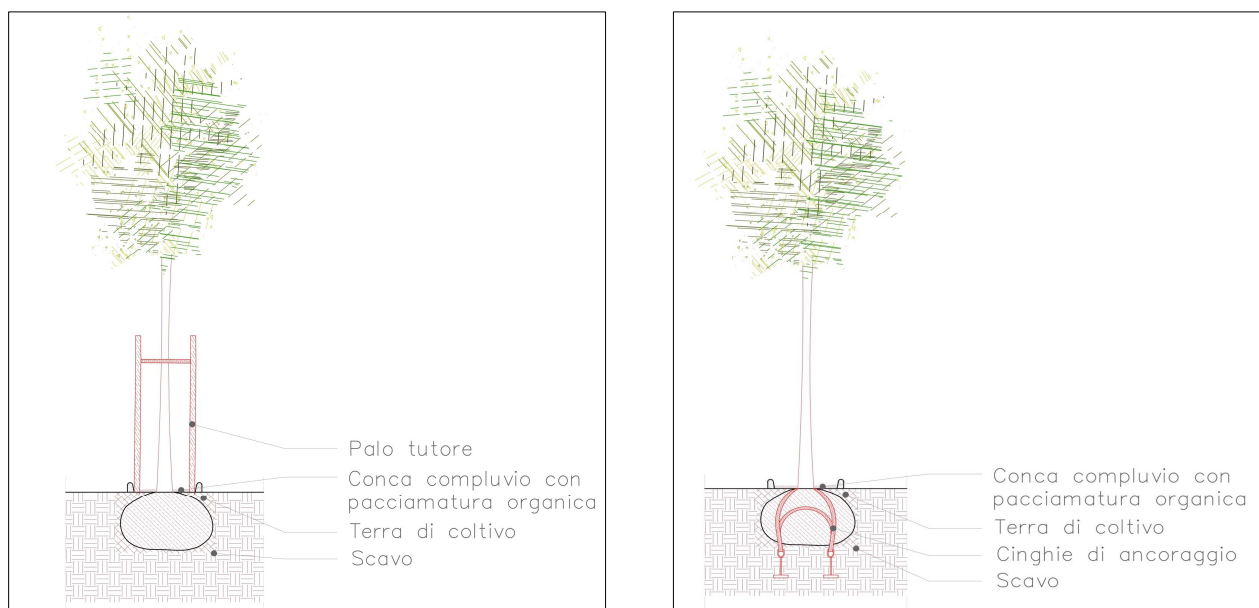 Palo tutore
Conca compluvio con
pacciamatura organica
Terra di coltivo
Scavo
Conca compluvio con
pacciamatura organica
Terra di coltivo
Cinghie di ancoraggio
Scavo